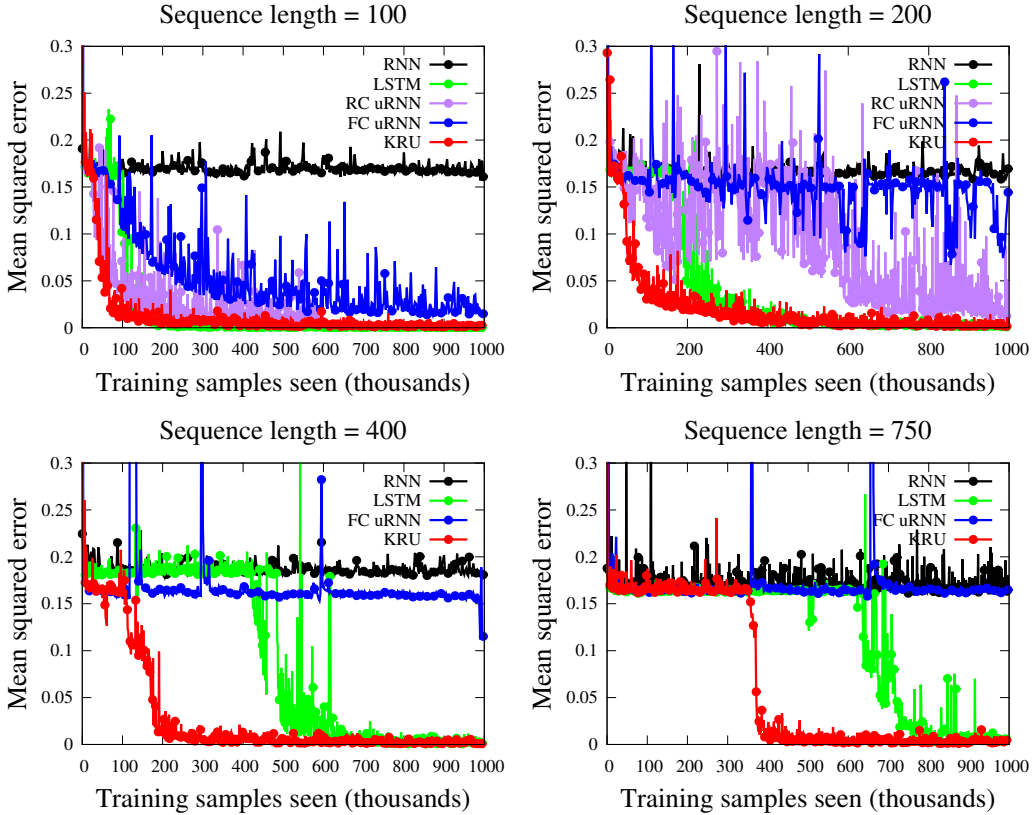 Sequence length = 100
Mean squared error
0.3
0.25
0.2
0.15
0.1
0.05
0
RNN
LSTM
RC uRNN
FC uRNN
KRU
0 100 200 300 400 500 600 700 800 900 1000
Training samples seen (thousands)
Sequence length = 200
Mean squared error
0.3
0.25
0.2
0.15
0.1
0.05
0
RNN
LSTM
RC uRNN
FC uRNN
KRU
0 200 400 600 800 1000
Training samples seen (thousands)
Sequence length = 400
Mean squared error
0.3
0.25
0.2
0.15
0.1
0.05
0
RNN
LSTM
FC uRNN
KRU
0 100 200 300 400 500 600 700 800 900 1000
Training samples seen (thousands)
Sequence length = 750
Mean squared error
0.3
0.25
0.2
0.15
0.1
0.05
0
RNN
LSTM
FC uRNN
KRU
0 100 200 300 400 500 600 700 800 900 1000
Training samples seen (thousands)